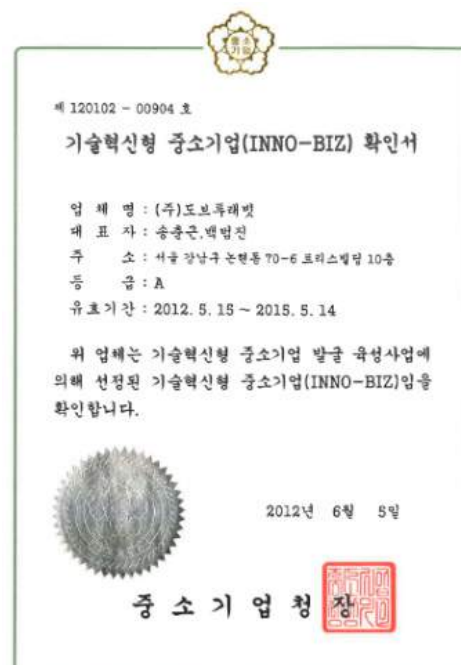 중소
기업
제 120102 - 00904 호
기술혁신형 중소기업(INNO-BIZ) 확인서
업 체 명 : (주)도브투래빗
대 표 자 : 송춘근,백범진
주 소 : 서울 강남구 논현동 70-6 프리스빌딩 10층
등 급 : A
유효기간 : 2012. 5. 15 ~ 2015. 5. 14
위 업체는 기술혁신형 중소기업 발굴 육성사업에
의해 선정된 기술혁신형 중소기업(INNO-BIZ)임을
확인합니다.
2012년 6월 5일
중 소 기 업 청 장